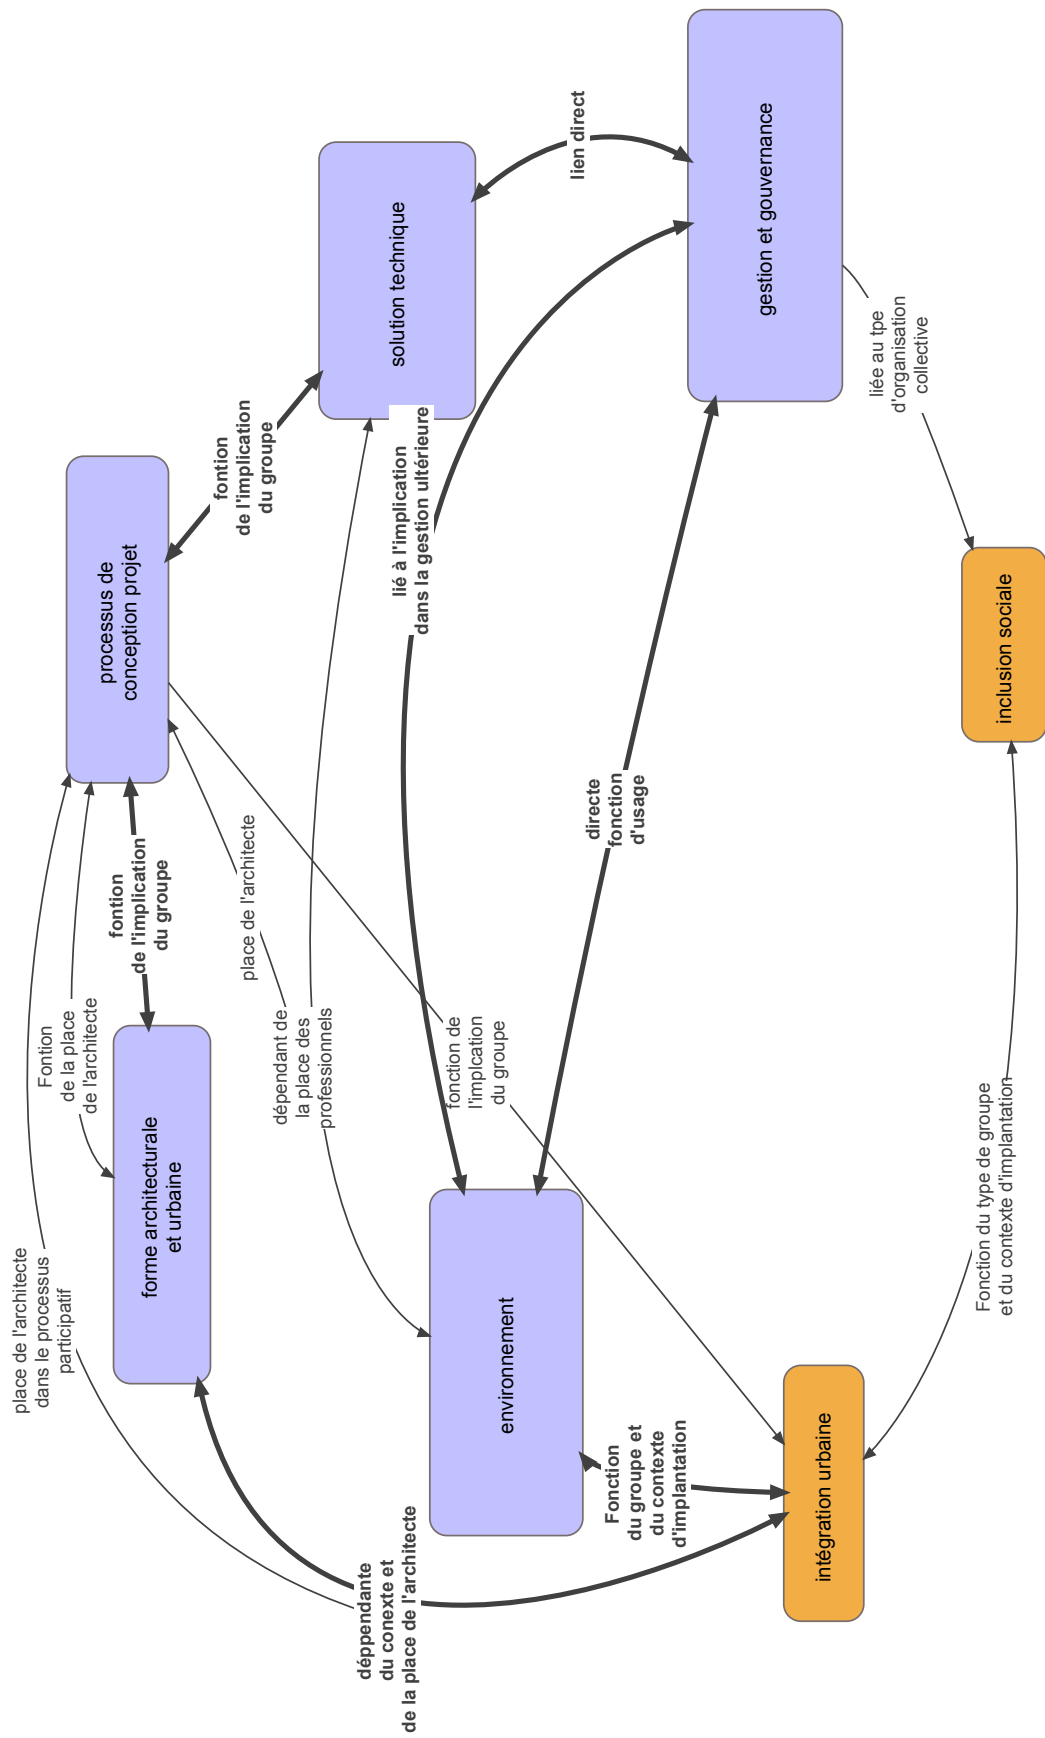 processus de
conception projet
solution technique
gestion et gouvernance
forme architecturale
et urbaine
environnement
intégration urbaine
inclusion sociale
place de l'architecte
dans le processus
participatif
Fontion
de la place
de l'architecte
fontion
de l'implication
du groupe
fontion
de l'implication
du groupe
place de l'architecte
dépendant de
la place des
professionnels
lié à l'implication
dans la gestion ultérieure
lien direct
directe
fonction
d'usage
fonction de
l'implcation
du groupe
liée au tpe
d'organisation
collective
Fonction du type de groupe
et du contexte d'implantation
Fonction
du groupe et
du contexte
d'implantation
déppendante
du conexte et
de la place de l'architecte